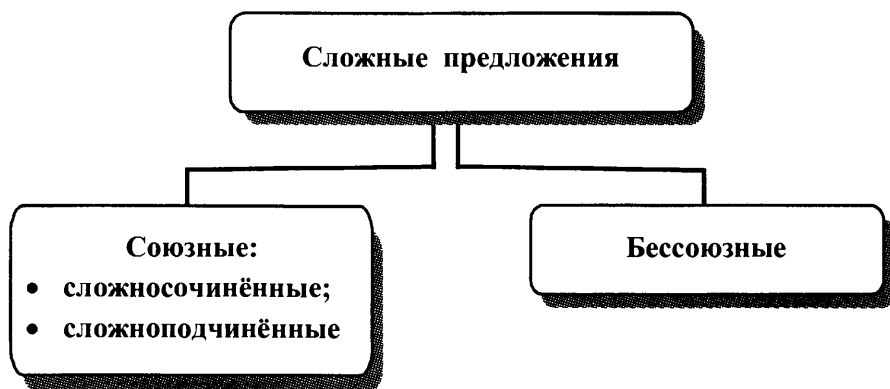 Сложные предложения
Союзные:
• сложносочинённые;
• сложноподчинённые
Бессоюзные